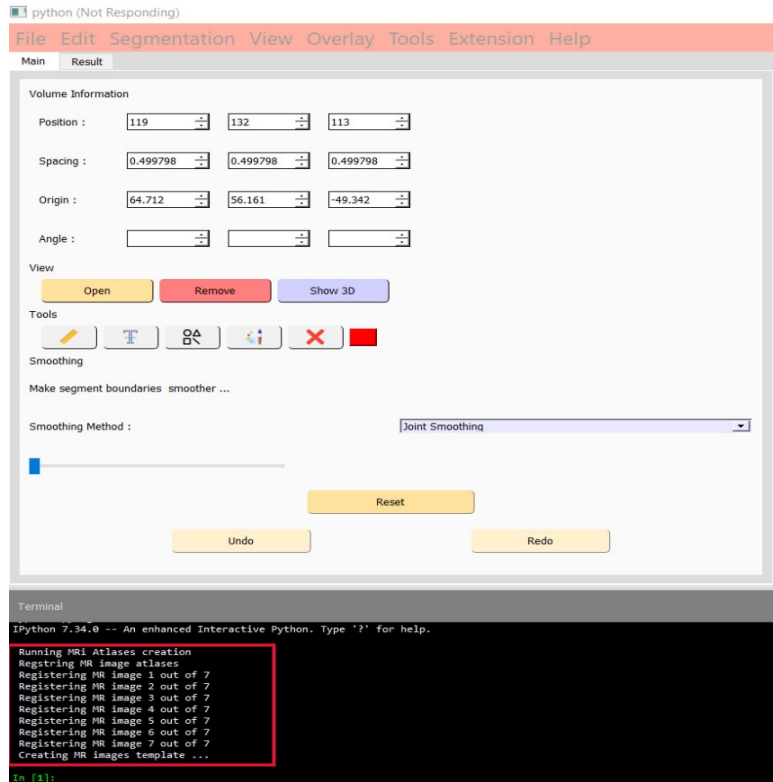 python (Not Responding)
File Edit Segmentation View Overlay Tools Extension Help
Main Result
Volume Information
Position : 119 132 113
Spacing : 0.499798 0.499798 0.499798
Origin : 64.712 56.161 -49.342
Angle :
View
Open Remove Show 3D
Tools
Smoothing
Make segment boundaries smoother ...
Smoothing Method : Joint Smoothing
Reset
Undo Redo
Terminal
IPython 7.34.0 -- An enhanced Interactive Python. Type '?' for help.
Running MRi Atlases creation
Regstring MR image atlases
Registering MR image 1 out of 7
Registering MR image 2 out of 7
Registering MR image 3 out of 7
Registering MR image 4 out of 7
Registering MR image 5 out of 7
Registering MR image 6 out of 7
Registering MR image 7 out of 7
Creating MR images template ...
In [1]: